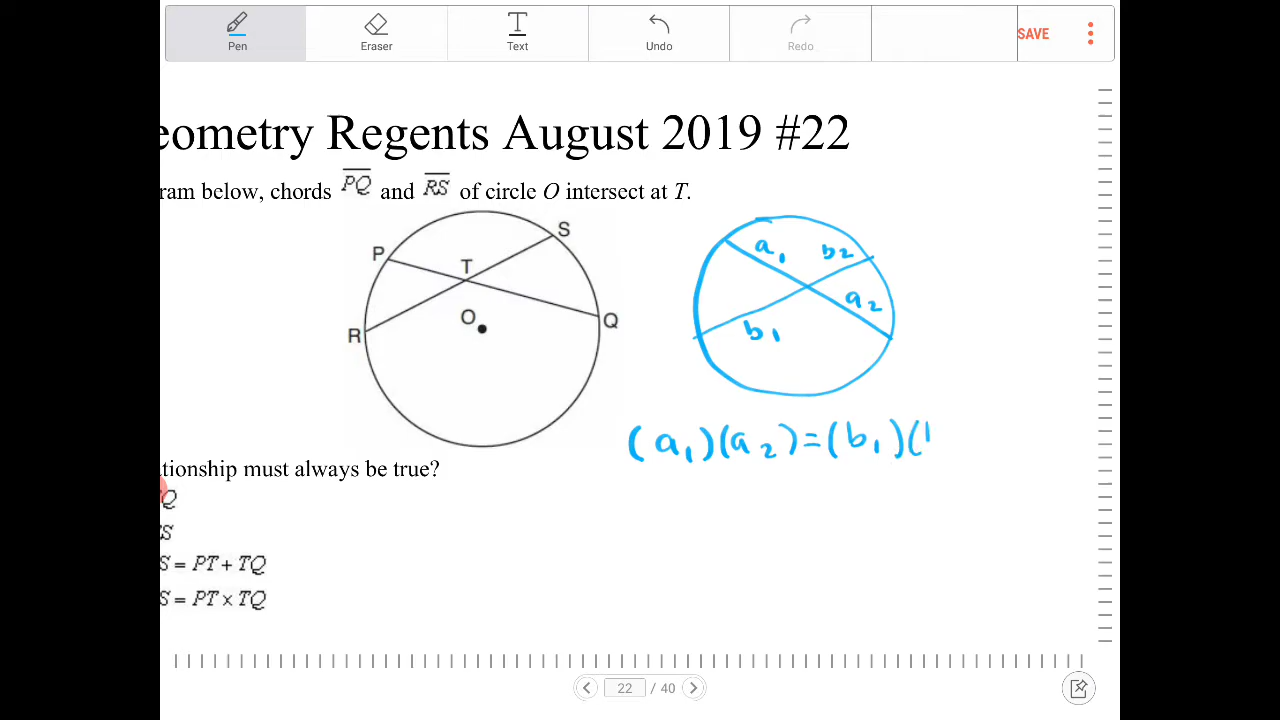 Pen Eraser Text Undo Redo SAVE
eometry Regents August 2019 #22
ram below, chords PQ and RS of circle O intersect at T.
S
P
T
O
Q
R
a1 b2
a2
b1
(a1)(a2)=(b1)(
ationship must always be true?
Q
S
S = PT + TQ
S = PT × TQ
22 / 40